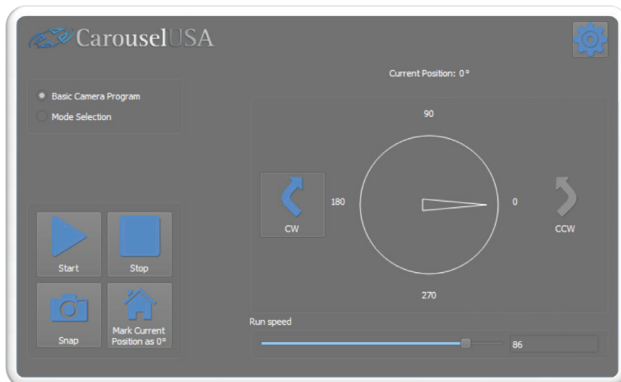 CarouselUSA
Current Position: 0°
Basic Camera Program
Mode Selection
90
180
0
CW
CCW
270
Start
Stop
Snap
Mark Current
Position as 0°
Run speed
86